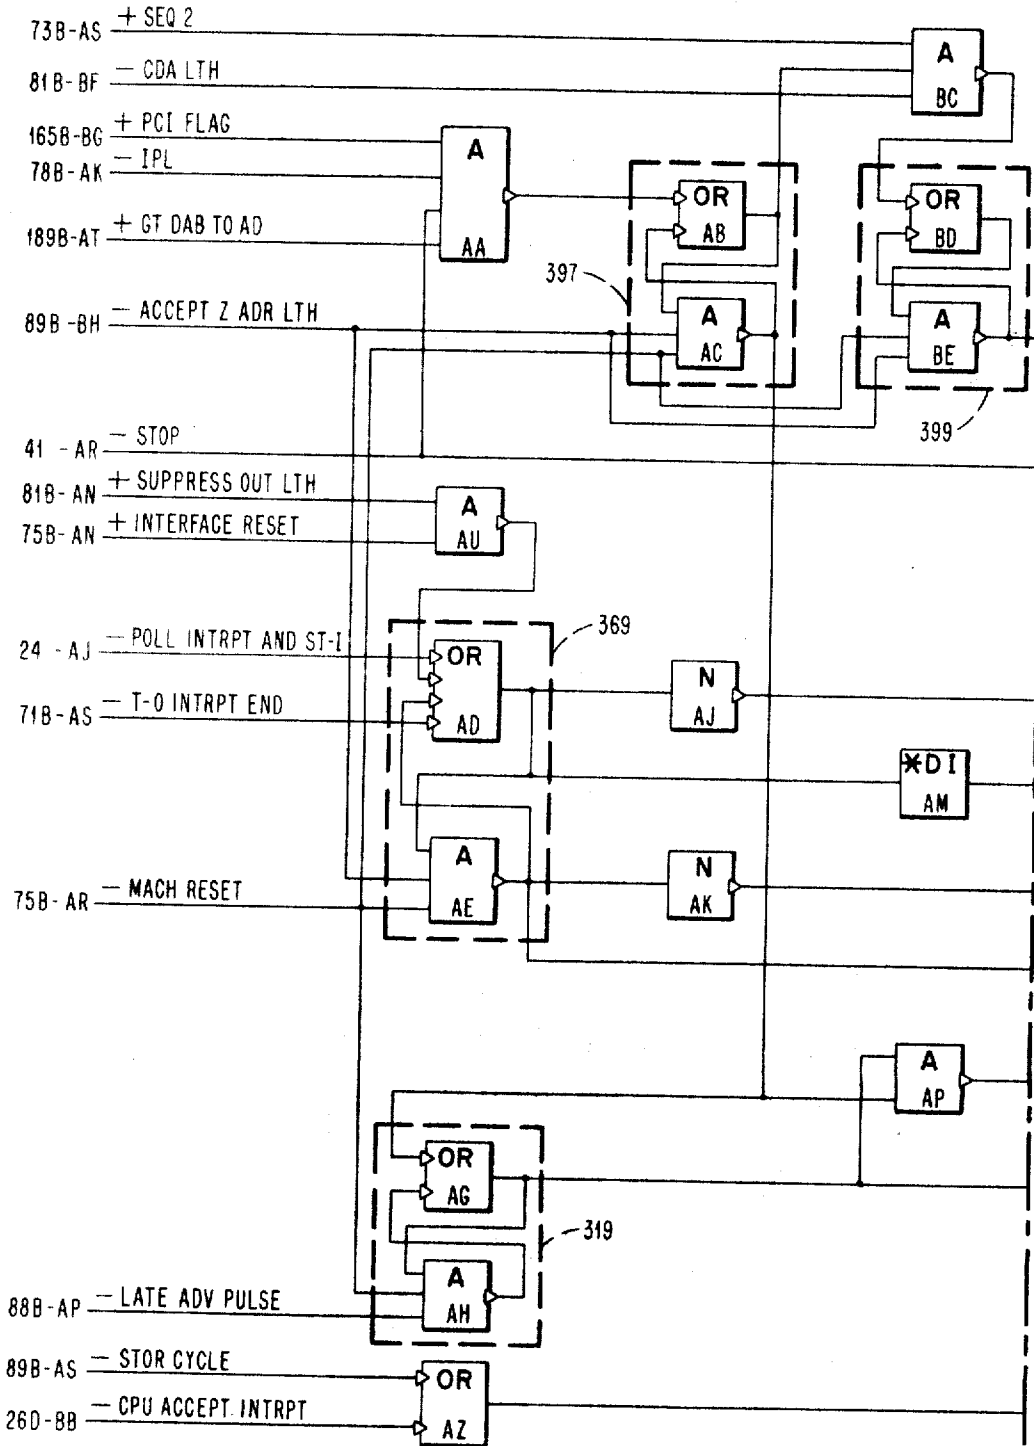 73B-AS + SEQ 2
A
BC
81B-BF - CDA LTH
165B-BG + PCI FLAG
A
AA
78B-AK - IPL
OR
AB
OR
BD
189B-AT + GT DAB TO AD
397
89B-BH - ACCEPT Z ADR LTH
A
AC
A
BE
399
41 -AR - STOP
81B-AN + SUPPRESS OUT LTH
A
AU
75B-AN + INTERFACE RESET
369
24 -AJ - POLL INTRPT AND ST-I
OR
AD
N
AJ
71B-AS - T-O INTRPT END
*DI
AM
A
AE
N
AK
75B-AR - MACH RESET
A
AP
OR
AG
319
A
AH
88B-AP - LATE ADV PULSE
89B-AS - STOR CYCLE
OR
AZ
26D-BB - CPU ACCEPT INTRPT